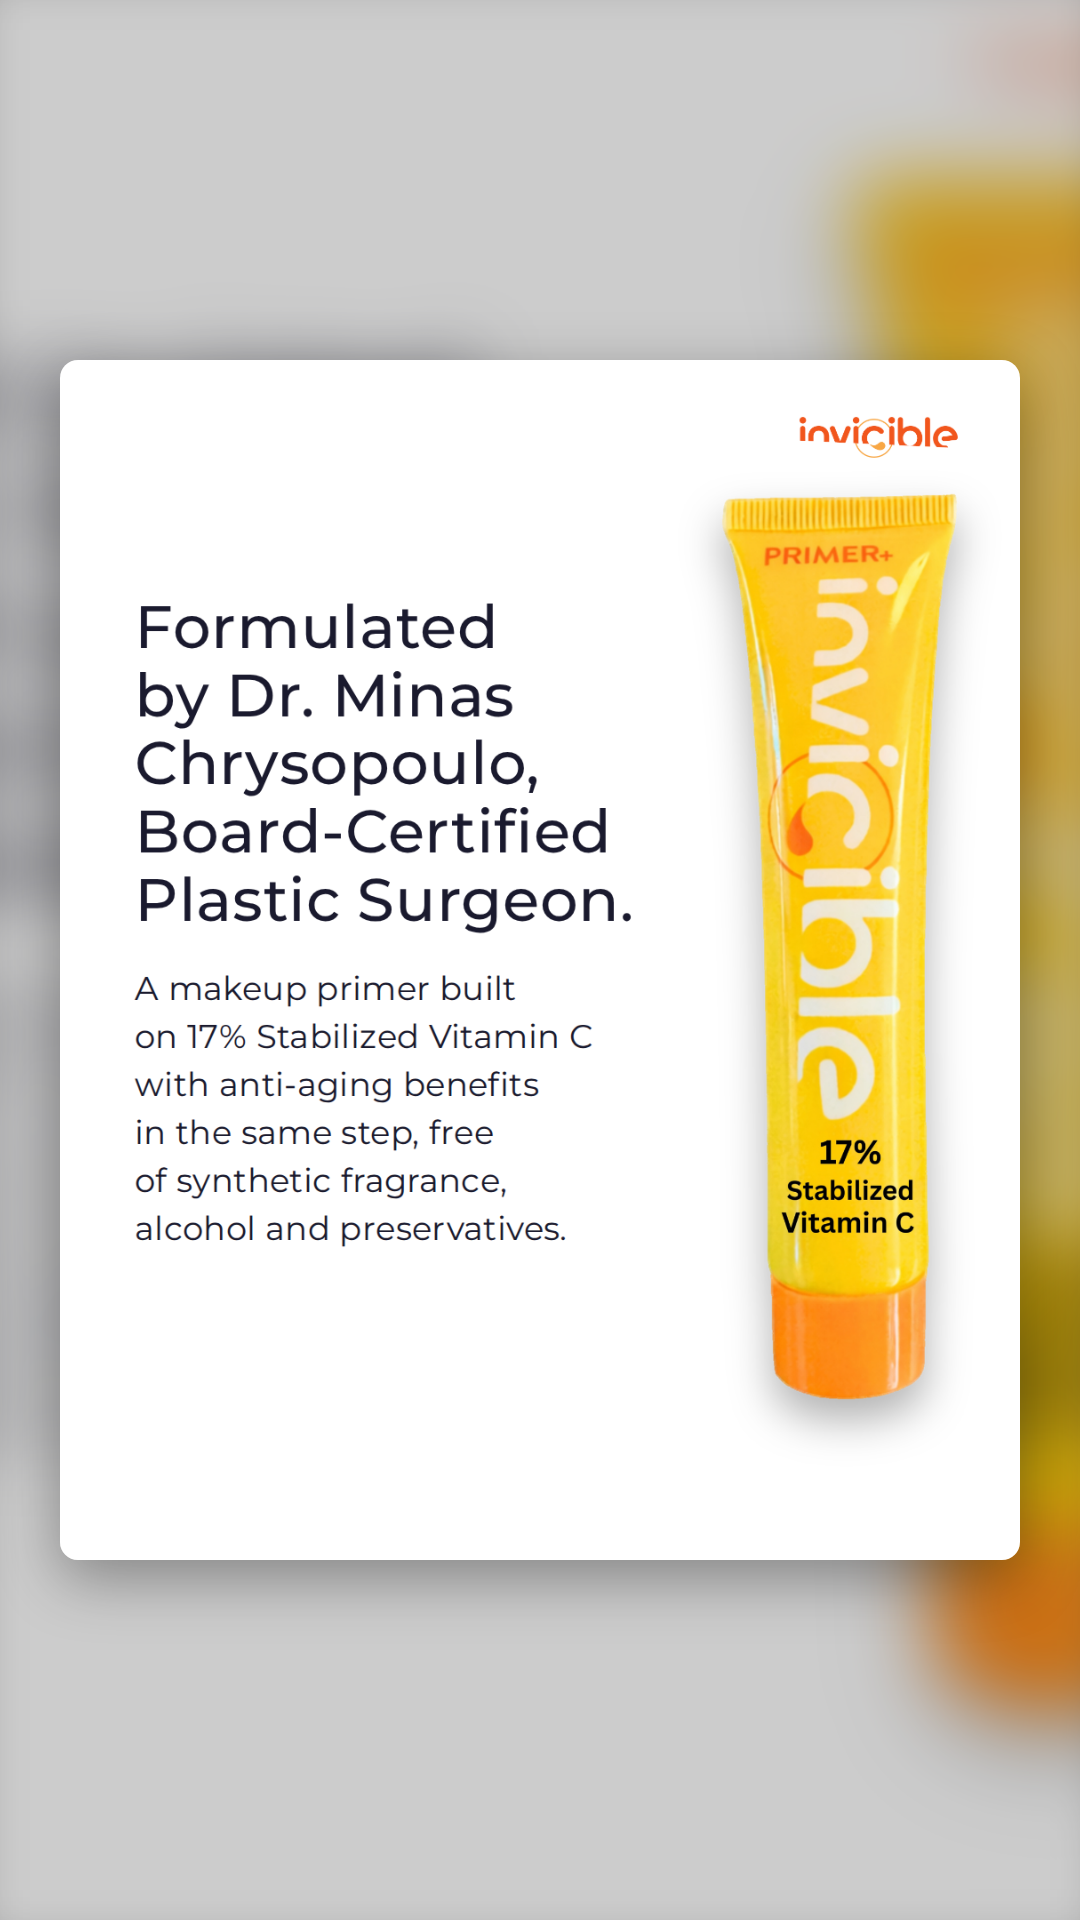 invicible
PRIMER+
invicible
Formulated
by Dr. Minas
Chrysopoulo,
Board-Certified
Plastic Surgeon.
A makeup primer built
on 17% Stabilized Vitamin C
with anti-aging benefits
in the same step, free
of synthetic fragrance,
alcohol and preservatives.
17%
Stabilized
Vitamin C